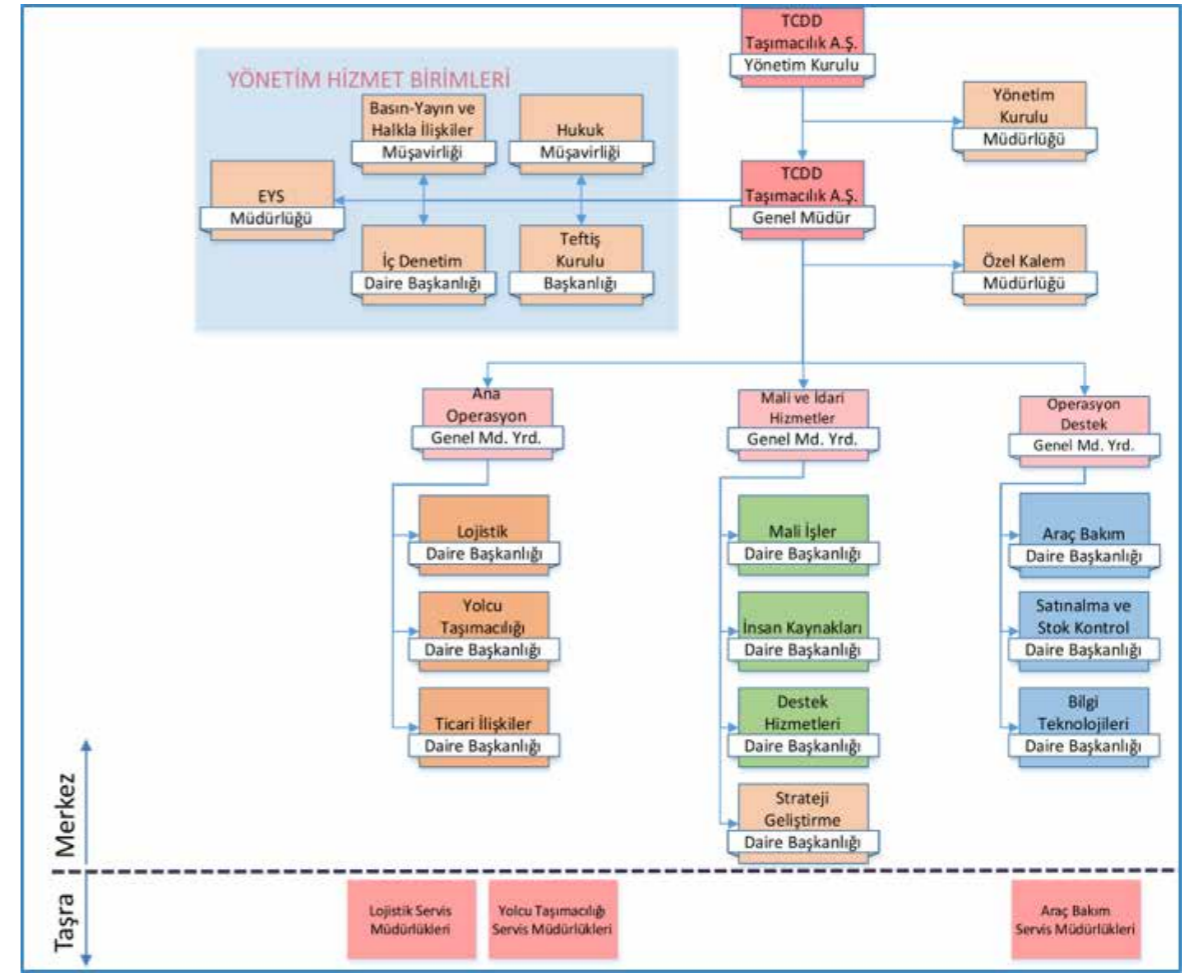 TCDD
Taşımacılık A.Ş.
Yönetim Kurulu
YÖNETİM HİZMET BİRİMLERİ
Yönetim
Kurulu
Müdürlüğü
Basın-Yayın ve
Halkla İlişkiler
Müşavirliği
Hukuk
Müşavirliği
EYS
Müdürlüğü
TCDD
Taşımacılık A.Ş.
Genel Müdür
İç Denetim
Daire Başkanlığı
Teftiş
Kurulu
Başkanlığı
Özel Kalem
Müdürlüğü
Ana
Operasyon
Genel Md. Yrd.
Mali ve İdari
Hizmetler
Genel Md. Yrd.
Operasyon
Destek
Genel Md. Yrd.
Lojistik
Daire Başkanlığı
Mali İşler
Daire Başkanlığı
Araç Bakım
Daire Başkanlığı
Yolcu
Taşımacılığı
Daire Başkanlığı
İnsan Kaynakları
Daire Başkanlığı
Satınalma ve
Stok Kontrol
Daire Başkanlığı
Ticari İlişkiler
Daire Başkanlığı
Destek
Hizmetleri
Daire Başkanlığı
Bilgi
Teknolojileri
Daire Başkanlığı
Strateji
Geliştirme
Daire Başkanlığı
Merkez
Taşra
Lojistik Servis
Müdürlükleri
Yolcu Taşımacılığı
Servis Müdürlükleri
Araç Bakım
Servis Müdürlükleri